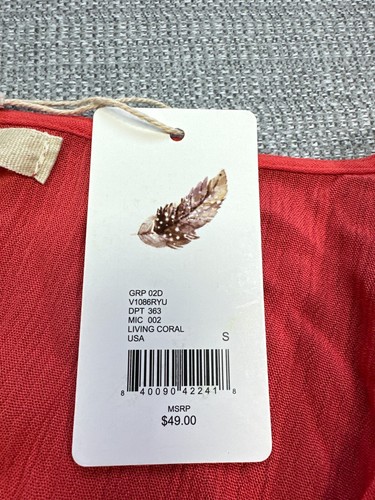 GRP 02D
V1086RYU
DPT 363
MIC 002
LIVING CORAL
USA S
8 40090 42241 8
MSRP
$49.00